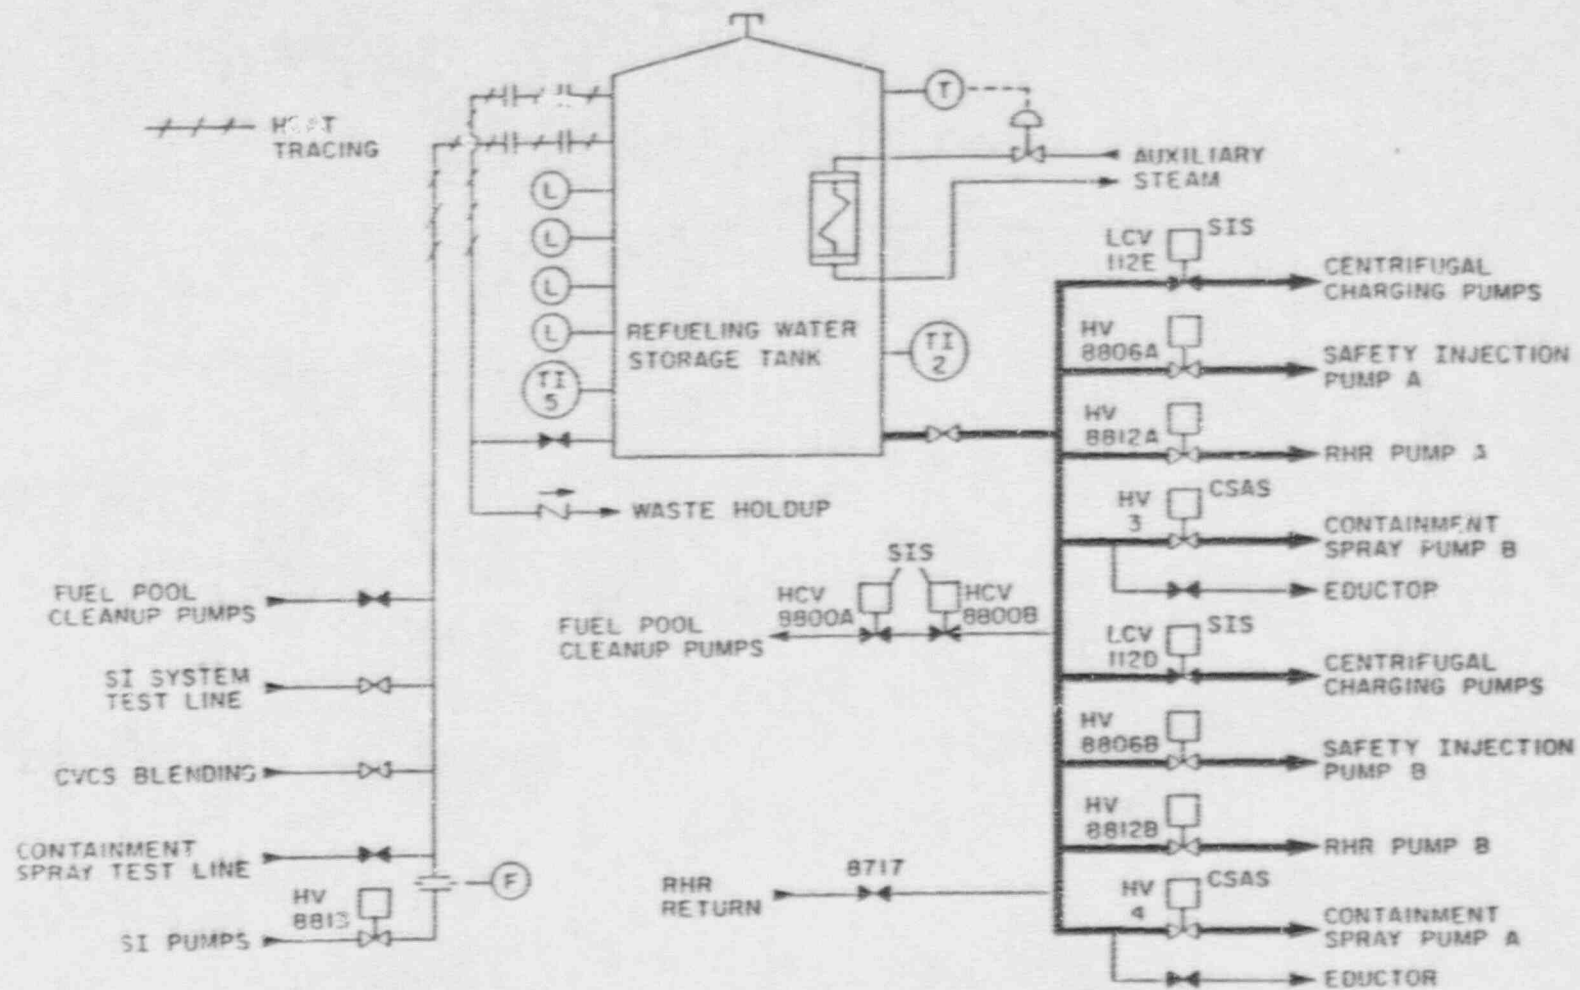 HEAT
TRACING
T
AUXILIARY
STEAM
L
L
L
L
REFUELING WATER
STORAGE TANK
TI
5
TI
2
WASTE HOLDUP
LCV
112E
SIS
CENTRIFUGAL
CHARGING PUMPS
HV
8806A
SAFETY INJECTION
PUMP A
HV
8812A
RHR PUMP A
HV
3
CSAS
CONTAINMENT
SPRAY PUMP B
EDUCTOR
LCV
112D
SIS
CENTRIFUGAL
CHARGING PUMPS
HV
8806B
SAFETY INJECTION
PUMP B
HV
8812B
RHR PUMP B
HV
4
CSAS
CONTAINMENT
SPRAY PUMP A
EDUCTOR
SIS
HCV
8800A
HCV
8800B
FUEL POOL
CLEANUP PUMPS
8717
RHR
RETURN
FUEL POOL
CLEANUP PUMPS
SI SYSTEM
TEST LINE
CVCS BLENDING
CONTAINMENT
SPRAY TEST LINE
F
HV
8813
SI PUMPS